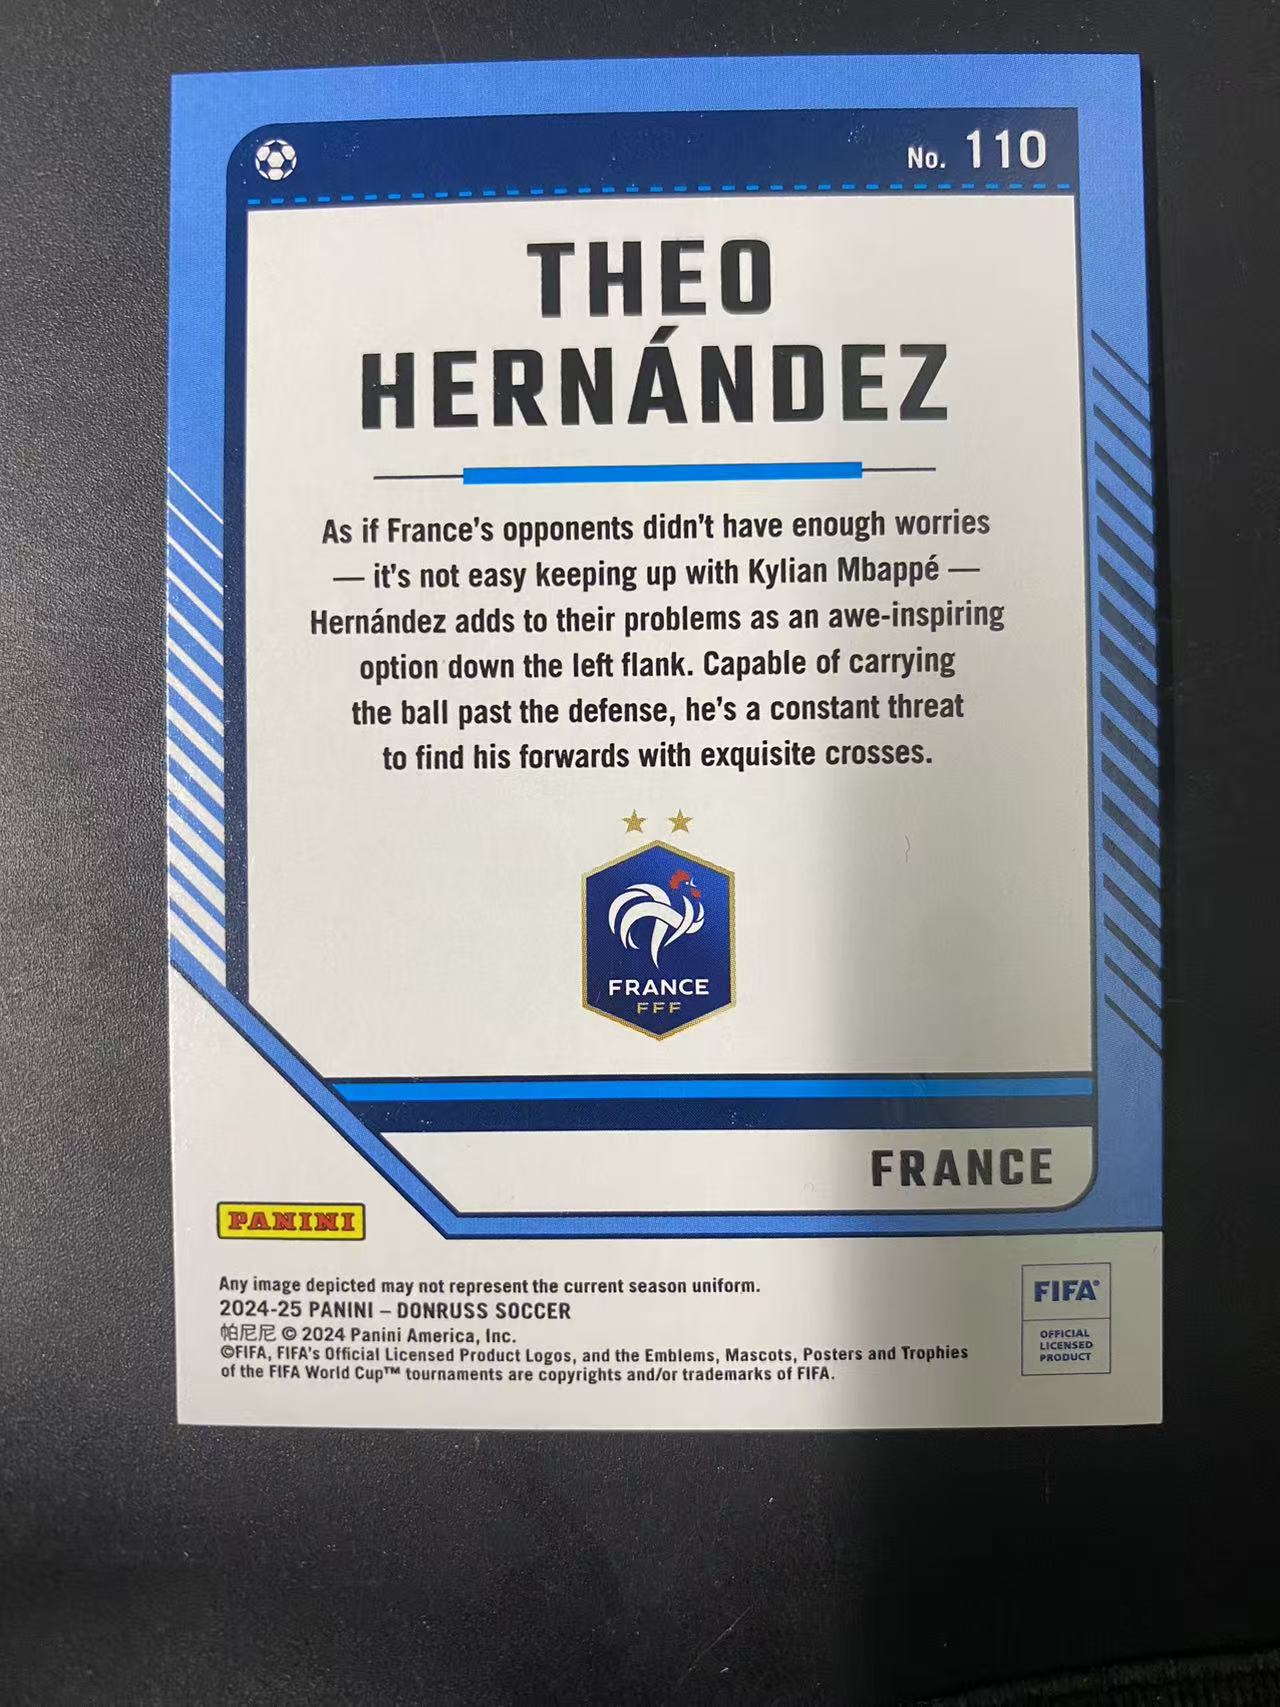 No. 110
THEO
HERNÁNDEZ
As if France's opponents didn't have enough worries
— it's not easy keeping up with Kylian Mbappé —
Hernández adds to their problems as an awe-inspiring
option down the left flank. Capable of carrying
the ball past the defense, he's a constant threat
to find his forwards with exquisite crosses.
FRANCE
FFF
FRANCE
PANINI
Any image depicted may not represent the current season uniform.
2024-25 PANINI – DONRUSS SOCCER
帕尼尼 © 2024 Panini America, Inc.
©FIFA, FIFA's Official Licensed Product Logos, and the Emblems, Mascots, Posters and Trophies
of the FIFA World Cup™ tournaments are copyrights and/or trademarks of FIFA.
FIFA®
OFFICIAL
LICENSED
PRODUCT